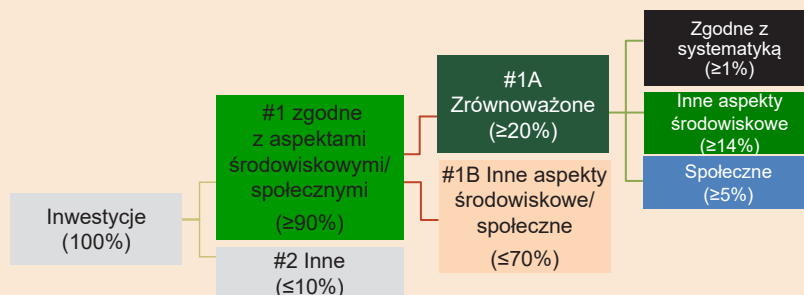 Inwestycje
(100%)
#1 zgodne
z aspektami
środowiskowymi/
społecznymi
(≥90%)
#2 Inne
(≤10%)
#1A
Zrównoważone
(≥20%)
#1B Inne aspekty
środowiskowe/
społeczne
(≤70%)
Zgodne z
systematyką
(≥1%)
Inne aspekty
środowiskowe
(≥14%)
Społeczne
(≥5%)